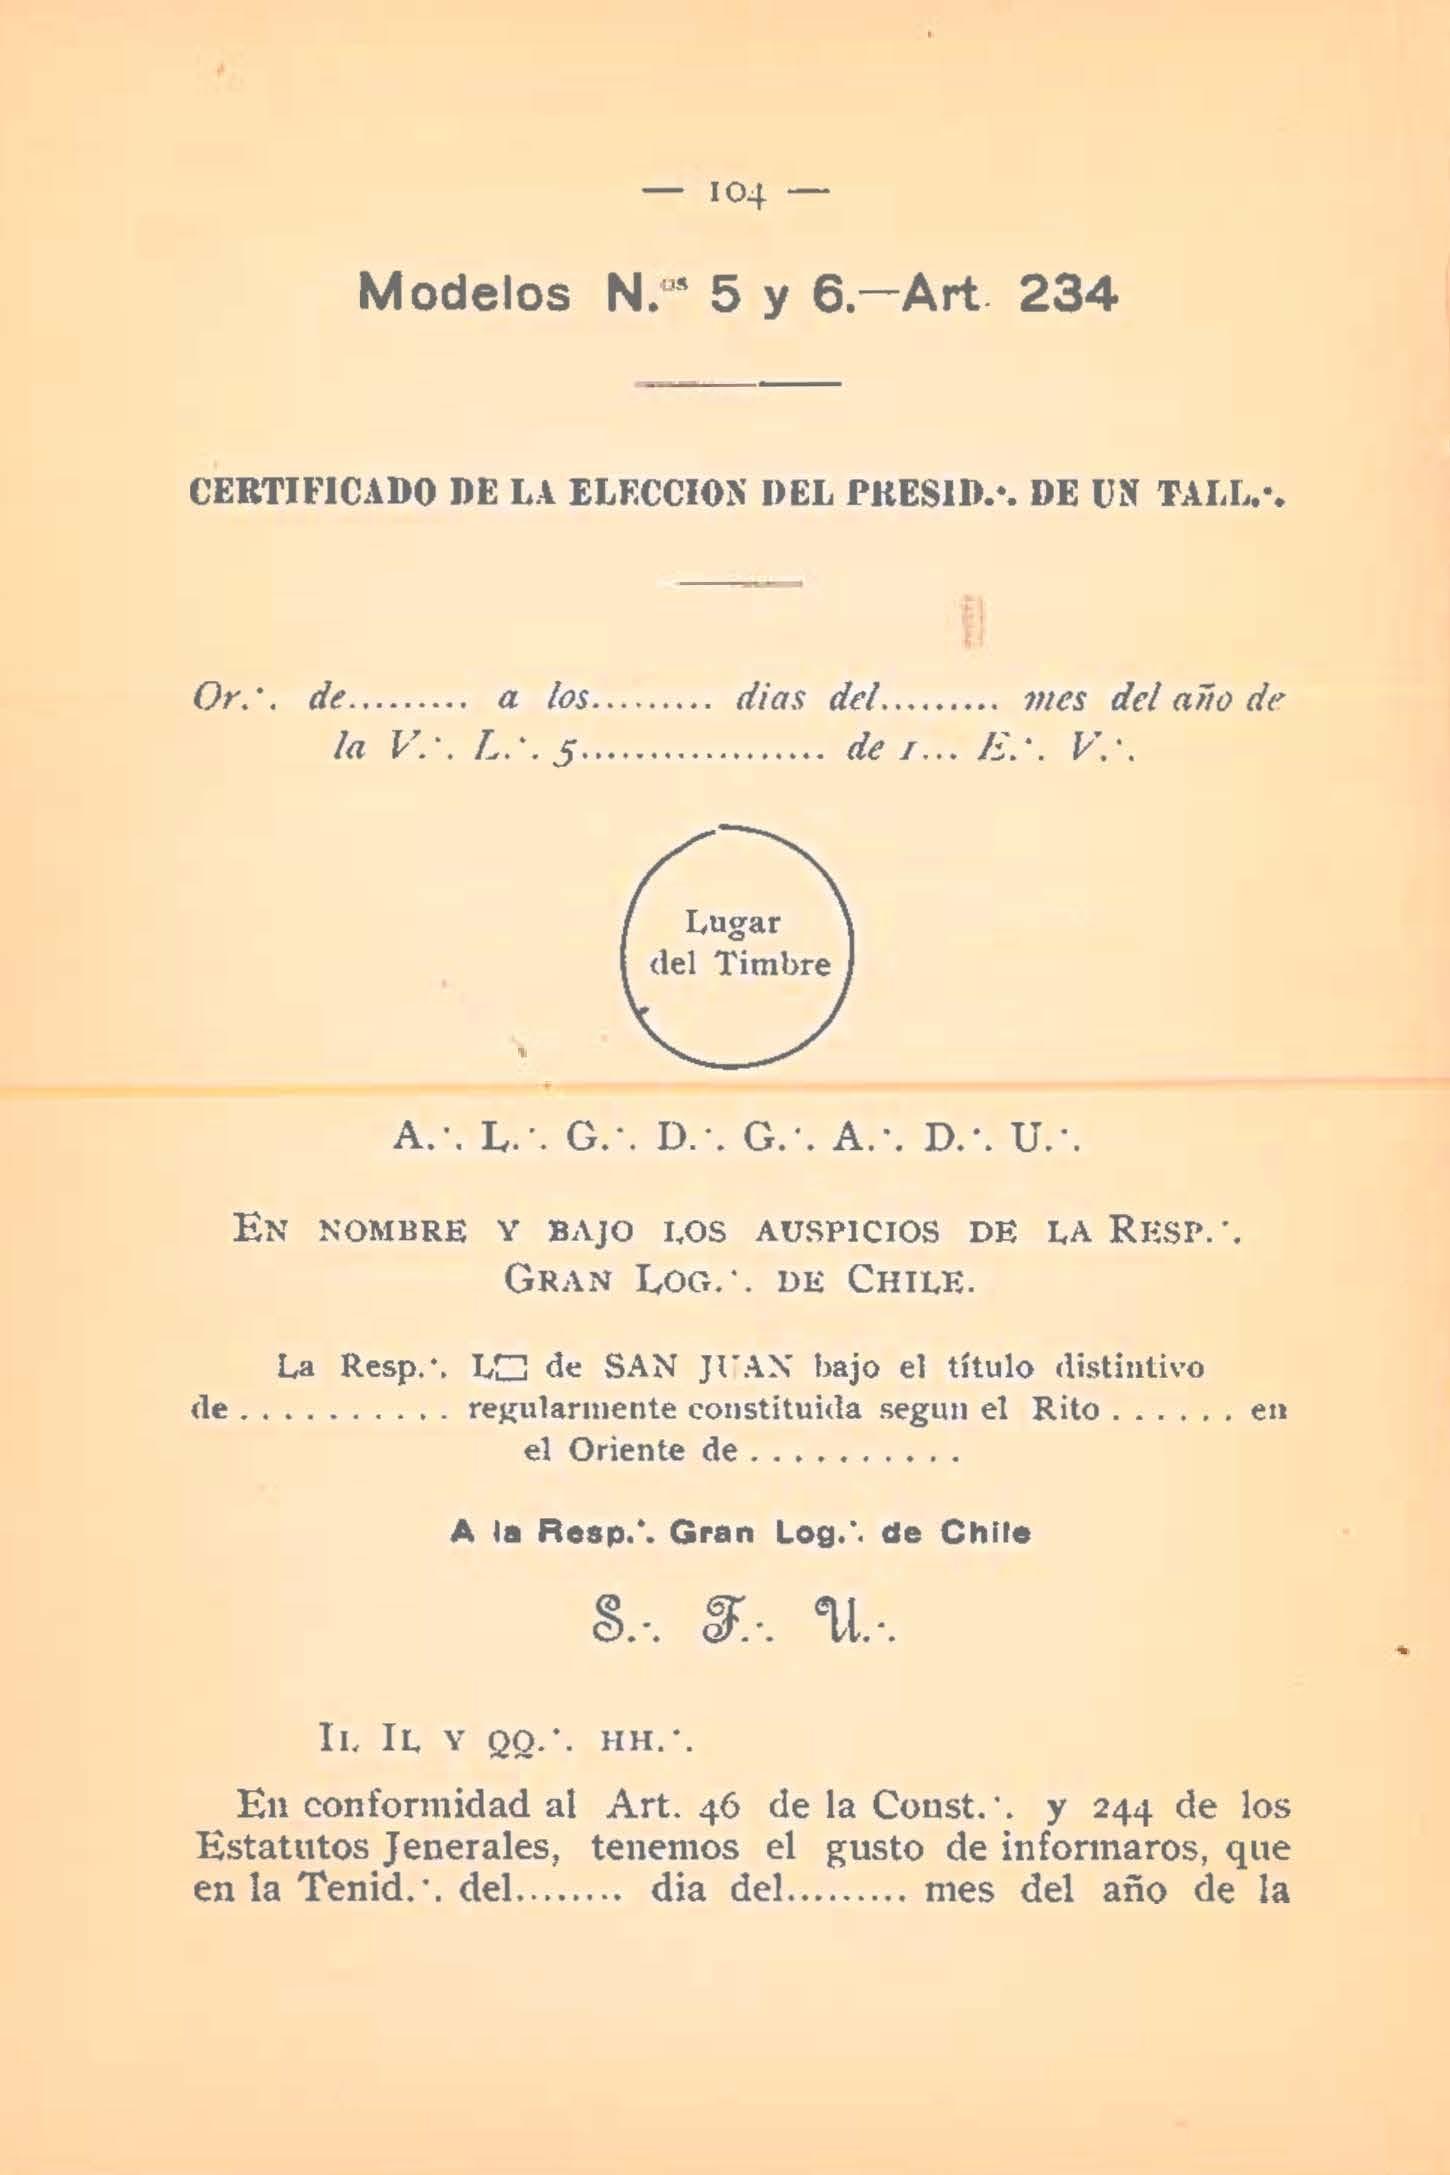 — 104 —
Modelos N.os 5 y 6.—Art. 234
CERTIFICADO DE LA ELECCION DEL PRESID.·. DE UN TALL.·.
Or.·. de......... a los......... dias del......... mes del año de
la V.·. L.·. 5.................. de 1... E.·. V.·.
Lugar
del Timbre
A.·. L.·. G.·. D.·. G.·. A.·. D.·. U.·.
EN NOMBRE Y BAJO LOS AUSPICIOS DE LA RESP.·.
GRAN LOG.·. DE CHILE.
La Resp.·. L▭ de SAN JUAN bajo el título distintivo
de . . . . . . . . . . regularmente constituida segun el Rito . . . . . . en
el Oriente de . . . . . . . . . .
A la Resp.·. Gran Log.·. de Chile
S.·. F.·. U.·.
IL IL Y QQ.·. HH.·.
En conformidad al Art. 46 de la Const.·. y 244 de los
Estatutos Jenerales, tenemos el gusto de informaros, que
en la Tenid.·. del........ dia del......... mes del año de la